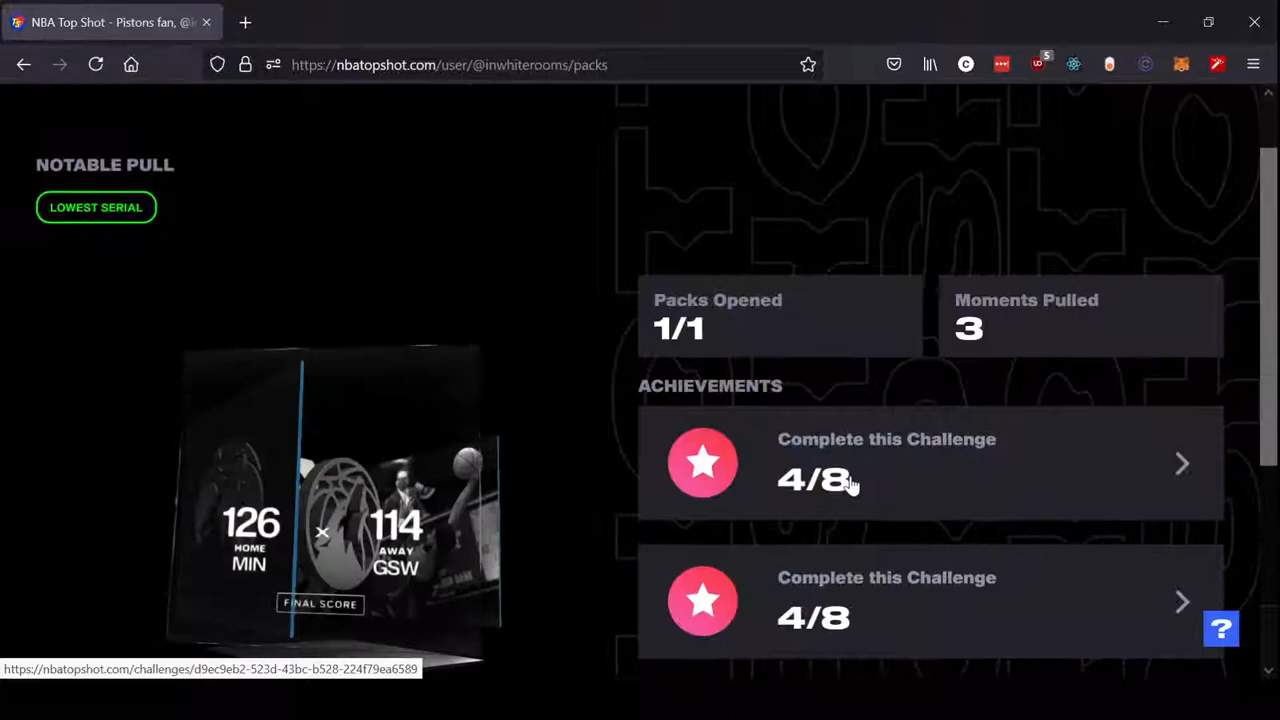 NBA Top Shot - Pistons fan, @i
https://nbatopshot.com/user/@inwhiterooms/packs
5
NOTABLE PULL
LOWEST SERIAL
Packs Opened
1/1
Moments Pulled
3
ACHIEVEMENTS
Complete this Challenge
4/8
Complete this Challenge
4/8
126
HOME
MIN
×
114
AWAY
GSW
FINAL SCORE
?
https://nbatopshot.com/challenges/d9ec9eb2-523d-43bc-b528-224f79ea6589